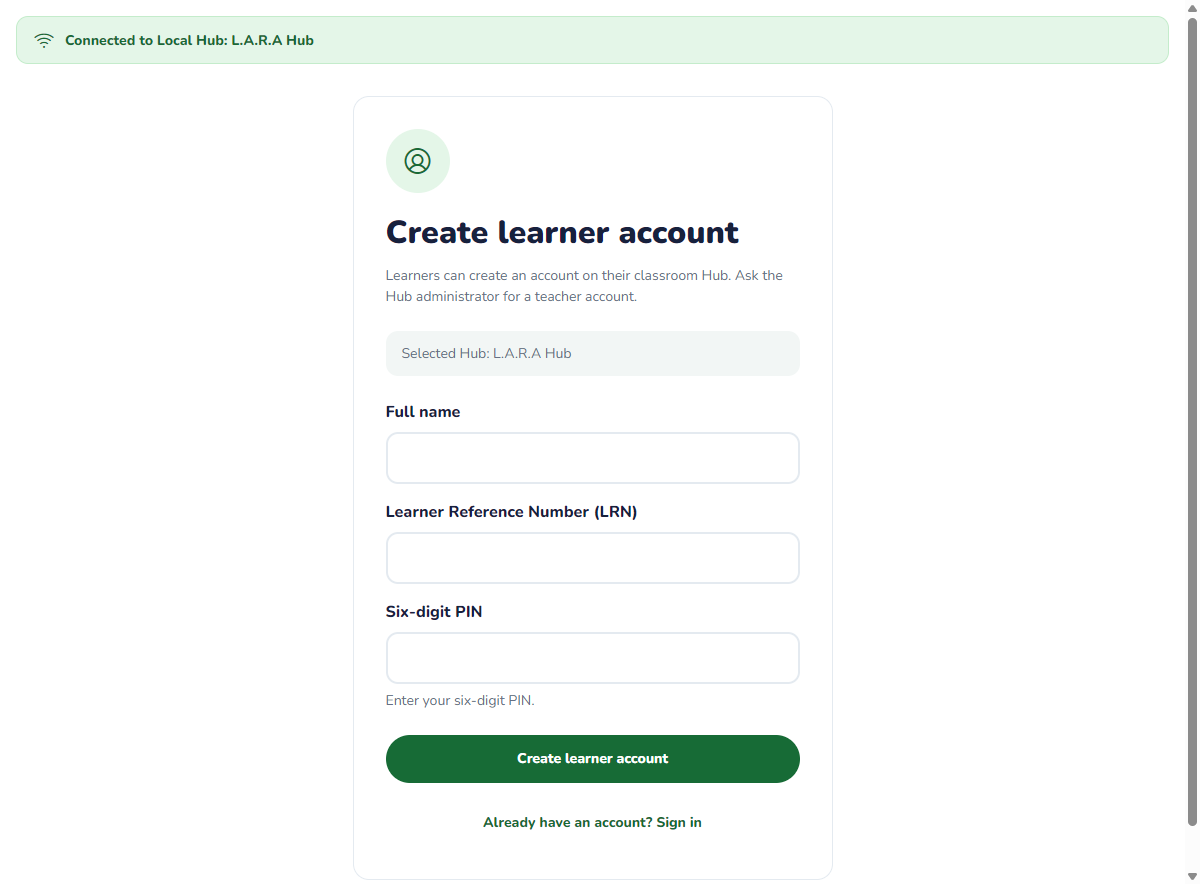 Connected to Local Hub: L.A.R.A Hub
Create learner account
Learners can create an account on their classroom Hub. Ask the
Hub administrator for a teacher account.
Selected Hub: L.A.R.A Hub
Full name
Learner Reference Number (LRN)
Six-digit PIN
Enter your six-digit PIN.
Create learner account
Already have an account? Sign in